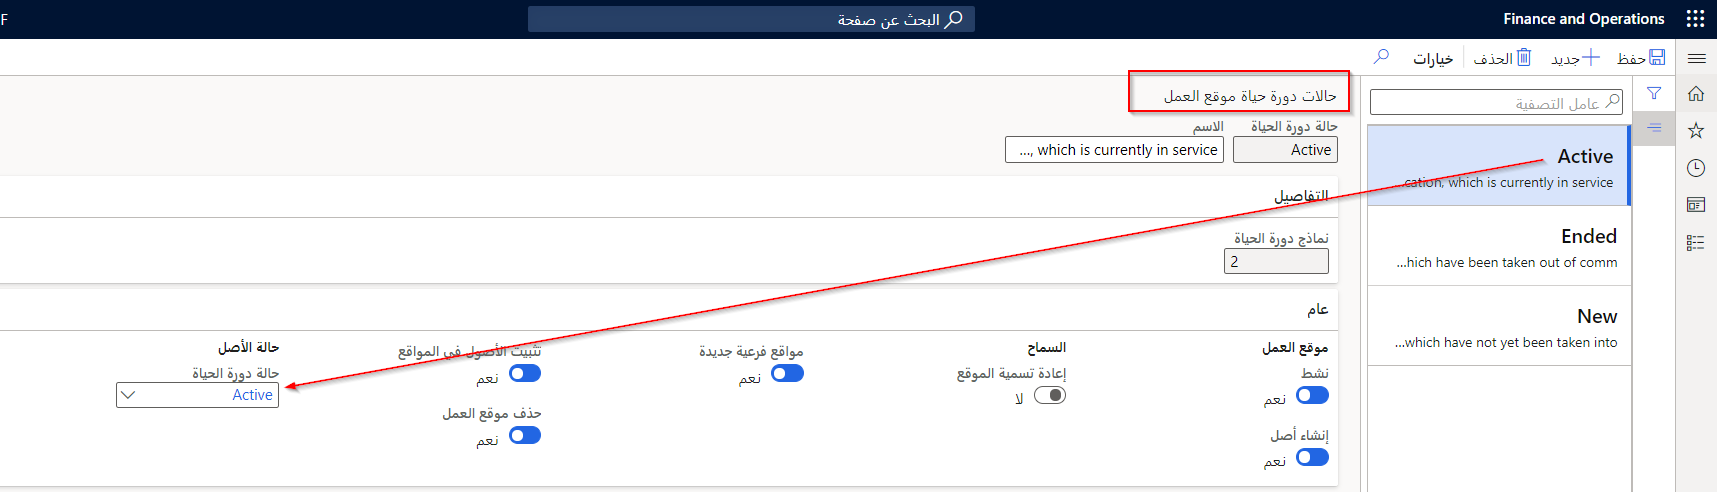 Finance and Operations
البحث عن صفحة
F
حفظ
جديد
الحذف
خيارات
عامل التصفية
Active
...cation, which is currently in service
Ended
...hich have been taken out of comm
New
...which have not yet been taken into
حالات دورة حياة موقع العمل
حالة دورة الحياة
Active
الاسم
..., which is currently in service
التفاصيل
نماذج دورة الحياة
2
عام
موقع العمل
نشط
نعم
إنشاء أصل
نعم
السماح
إعادة تسمية الموقع
لا
مواقع فرعية جديدة
نعم
تثبيت الأصول في المواقع
نعم
حذف موقع العمل
نعم
حالة الأصل
حالة دورة الحياة
Active